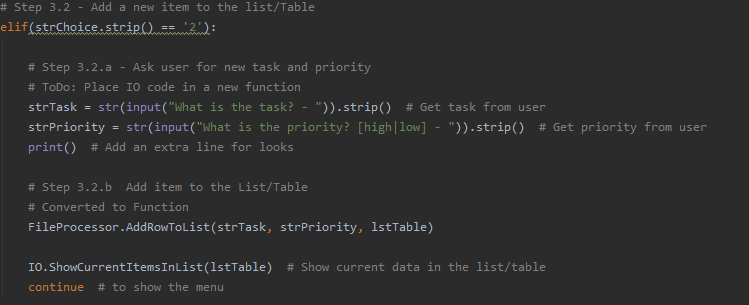 # Step 3.2 - Add a new item to the list/Table
elif(strChoice.strip() == '2'):
# Step 3.2.a - Ask user for new task and priority
# ToDo: Place IO code in a new function
strTask = str(input("What is the task? - ")).strip()  # Get task from user
strPriority = str(input("What is the priority? [high|low] - ")).strip()  # Get priority from user
print()  # Add an extra line for looks
# Step 3.2.b  Add item to the List/Table
# Converted to Function
FileProcessor.AddRowToList(strTask, strPriority, lstTable)
IO.ShowCurrentItemsInList(lstTable)  # Show current data in the list/table
continue  # to show the menu